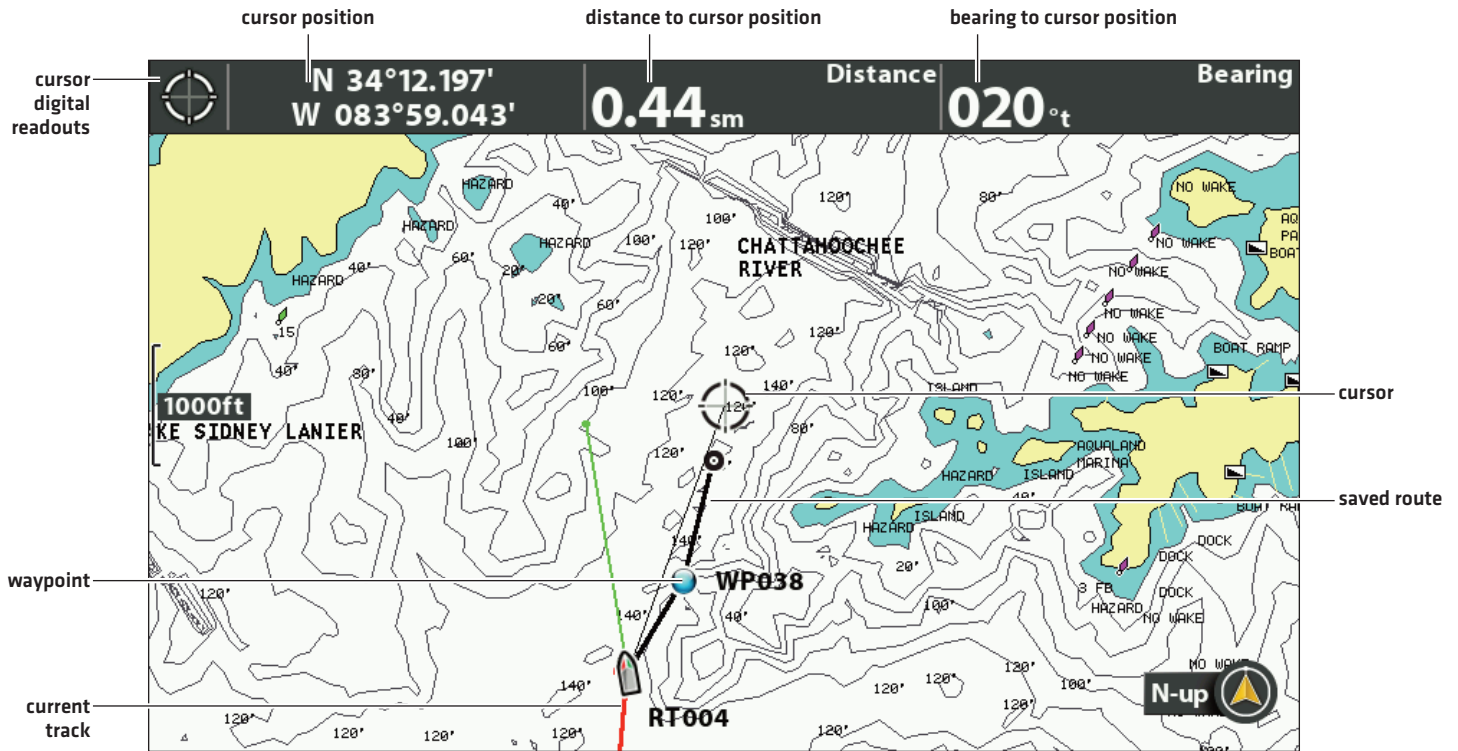 cursor position
distance to cursor position
bearing to cursor position
cursor
digital
readouts
N 34°12.197'
W 083°59.043'
Distance
0.44 sm
Bearing
020 °t
HAZARD
NO WAKE
120'
80'
40'
100'
HAZARD
HAZARD
100'
120'
CHATTAHOOCHEE
RIVER
NO WAKE
BOAT
60'
20'
HAZARD
40'
NO WAKE
20'
60'
NO WAKE
15
120'
NO WAKE
60'
120'
NO WAKE
BOAT RAMP
40'
80'
NO WAKE
100'
120'
140'
ISLAND
cursor
1000ft
40'
80'
KE SIDNEY LANIER
100'
120'
AQUALAND
MARINA
HAZARD
ISLAND
40'
saved route
ISLAND
HAZARD
140'
DOCK
DOCK
20'
waypoint
WP038
3 FB
DOCK
120'
140'
40'
100'
HAZARD
NO WAKE
120'
NO WAKE
140'
120'
120'
100'
N-up
current
track
RT004
120'
120'
120'
120'
120'
120'
120'